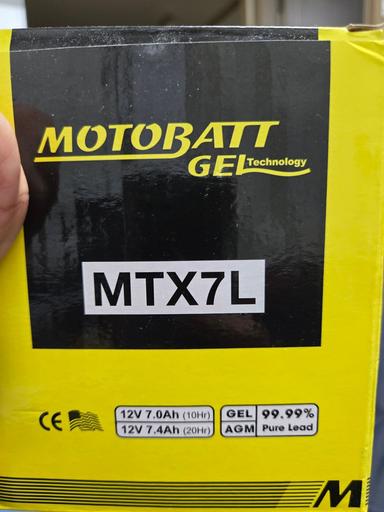 MOTOBATT
GEL Technology
MTX7L
CE
12V 7.0Ah (10Hr)
12V 7.4Ah (20Hr)
GEL 99.99%
AGM Pure Lead
M